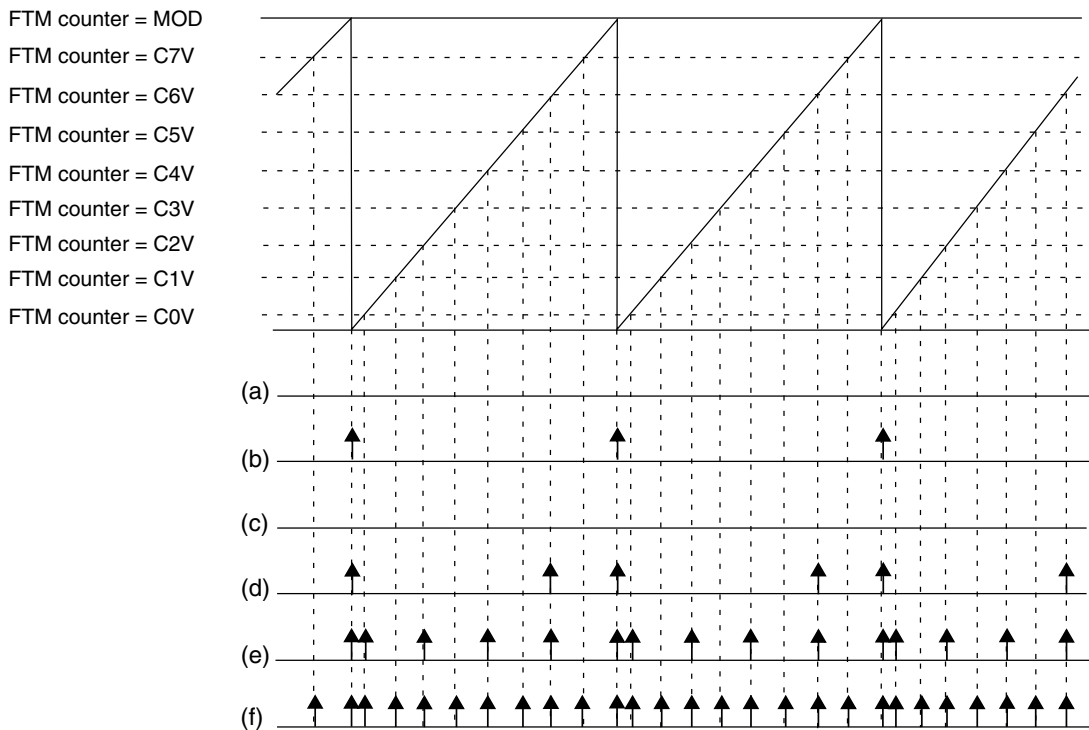 FTM counter = MOD
FTM counter = C7V
FTM counter = C6V
FTM counter = C5V
FTM counter = C4V
FTM counter = C3V
FTM counter = C2V
FTM counter = C1V
FTM counter = C0V
(a)
(b)
(c)
(d)
(e)
(f)